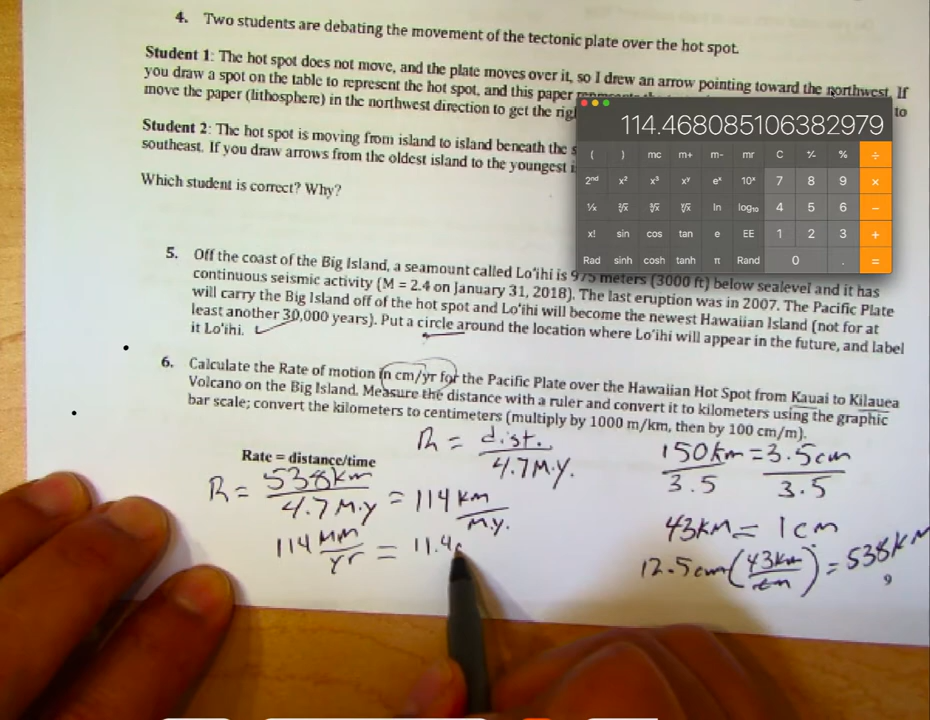 4. Two students are debating the movement of the tectonic plate over the hot spot.
Student 1: The hot spot does not move, and the plate moves over it, so I drew an arrow pointing toward the northwest. If
you draw a spot on the table to represent the hot spot, and this paper to
move the paper (lithosphere) in the northwest direction to get the
Student 2: The hot spot is moving from island to island beneath the
southeast. If you draw arrows from the oldest island to the youngest
Which student is correct? Why?
114.468085106382979
( ) mc m+ m- mr C +/- % ÷
2nd x² x³ xʸ eˣ 10ˣ 7 8 9 ×
1/x ²√x ³√x ʸ√x ln log₁₀ 4 5 6 −
x! sin cos tan e EE 1 2 3 +
Rad sinh cosh tanh π Rand 0 . =
5. Off the coast of the Big Island, a seamount called Lo'ihi is 975 meters (3000 ft) below sealevel and it has
continuous seismic activity (M = 2.4 on January 31, 2018). The last eruption was in 2007. The Pacific Plate
will carry the Big Island off of the hot spot and Lo'ihi will become the newest Hawaiian Island (not for at
least another 30,000 years). Put a circle around the location where Lo'ihi will appear in the future, and label
it Lo'ihi.
6. Calculate the Rate of motion in cm/yr for the Pacific Plate over the Hawaiian Hot Spot from Kauai to Kilauea
Volcano on the Big Island. Measure the distance with a ruler and convert it to kilometers using the graphic
bar scale; convert the kilometers to centimeters (multiply by 1000 m/km, then by 100 cm/m).
R = dist. / 4.7 M.Y.
Rate = distance/time
R = 538km / 4.7 M.Y = 114 km / M.Y.
114 MM / yr = 11.4
150km / 3.5 = 3.5cm / 3.5
43KM = 1cm
12.5cm (43km / cm) = 538KM